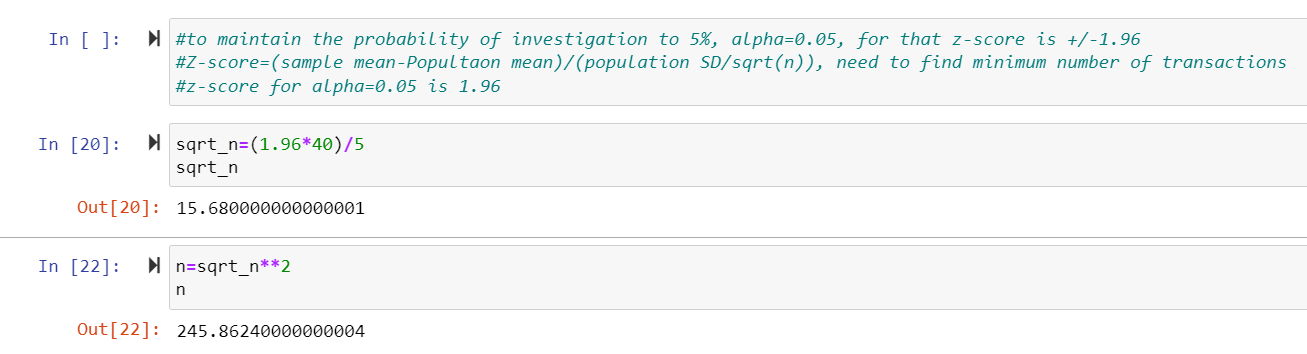 In [ ]: #to maintain the probability of investigation to 5%, alpha=0.05, for that z-score is +/-1.96
#Z-score=(sample mean-Popultaon mean)/(population SD/sqrt(n)), need to find minimum number of transactions
#z-score for alpha=0.05 is 1.96
In [20]: sqrt_n=(1.96*40)/5
sqrt_n
Out[20]: 15.680000000000001
In [22]: n=sqrt_n**2
n
Out[22]: 245.86240000000004